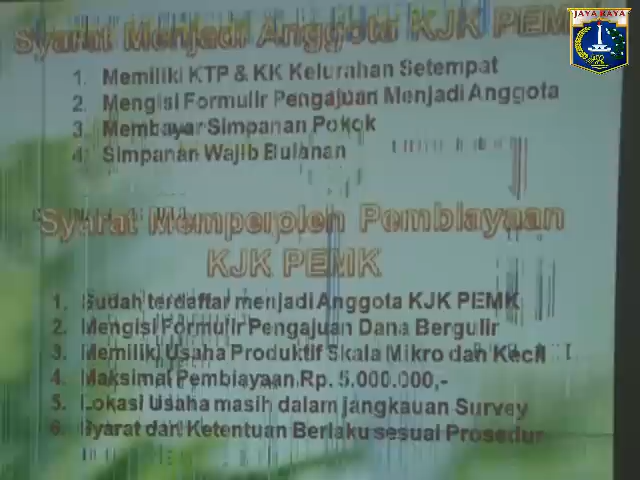 JAYA RAYA
Syarat Menjadi Anggota KJK PEM
1. Memiliki KTP & KK Kelurahan Setempat
2. Mengisi Formulir Pengajuan Menjadi Anggota
3. Membayar Simpanan Pokok
4. Simpanan Wajib Bulanan
Syarat Memperoleh Pembiayaan
KJK PEMK
1. Sudah terdaftar menjadi Anggota KJK PEMK
2. Mengisi Formulir Pengajuan Dana Bergulir
3. Memiliki Usaha Produktif Skala Mikro dan Kecil
4. Maksimal Pembiayaan Rp. 5.000.000,-
5. Lokasi Usaha masih dalam jangkauan Survey
6. Syarat dan Ketentuan Berlaku sesuai Prosedur